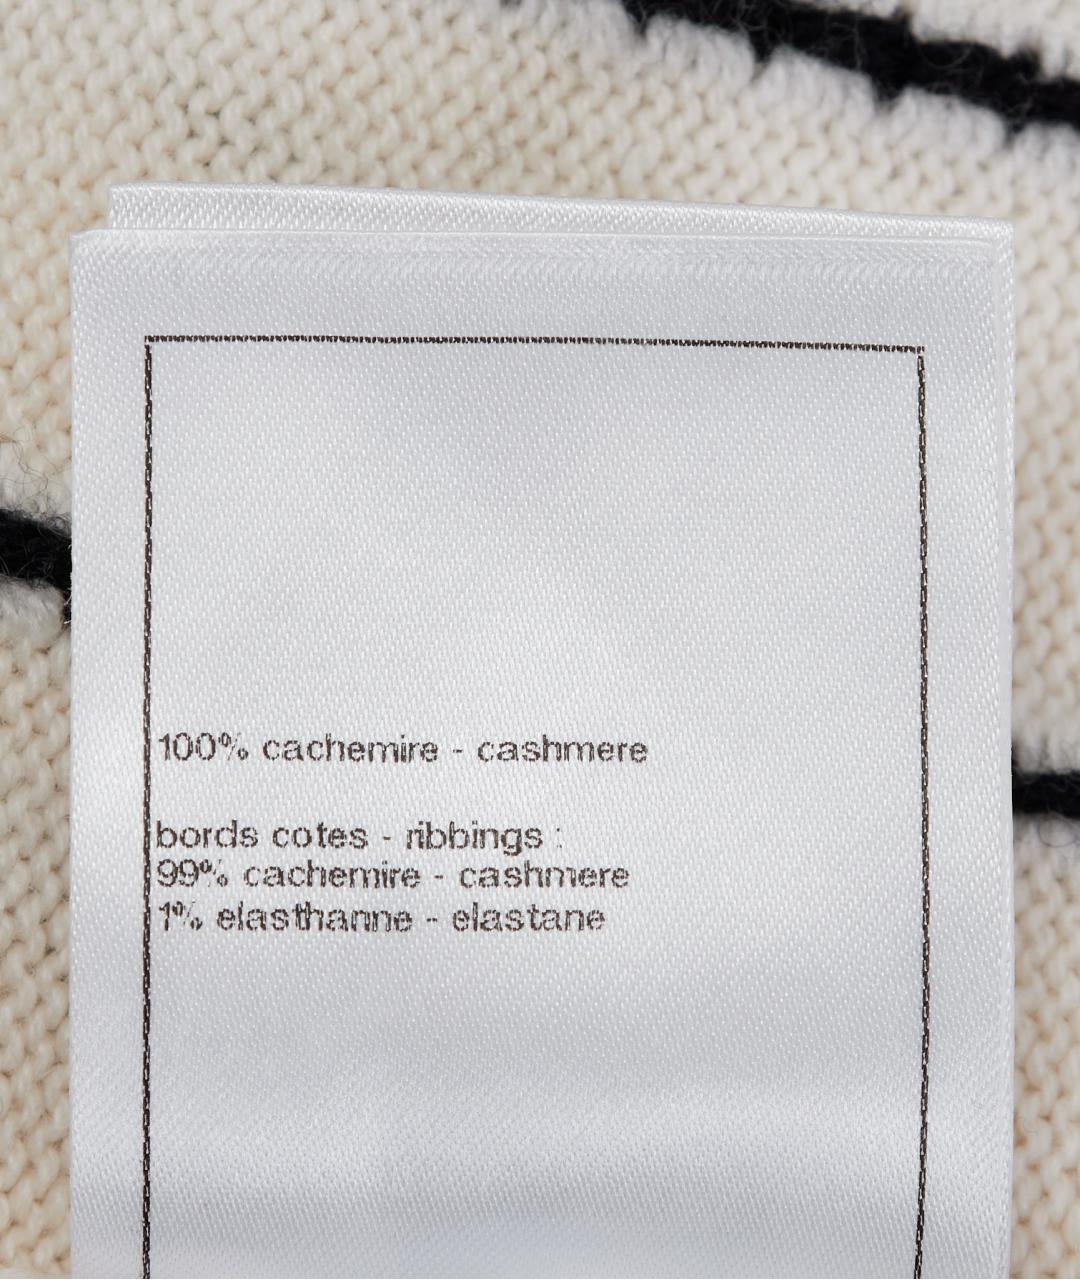 100% cachemire - cashmere
bords cotes - ribbings :
99% cachemire - cashmere
1% elasthanne - elastane